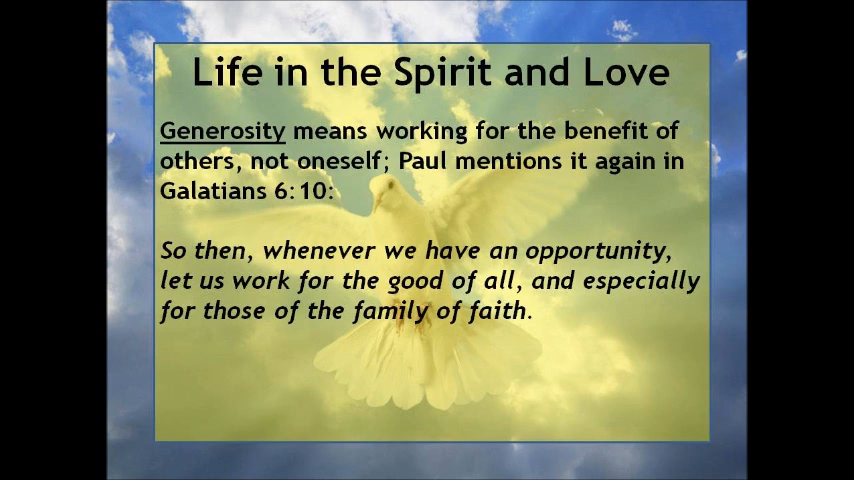 Life in the Spirit and Love
Generosity means working for the benefit of
others, not oneself; Paul mentions it again in
Galatians 6:10:
So then, whenever we have an opportunity,
let us work for the good of all, and especially
for those of the family of faith.